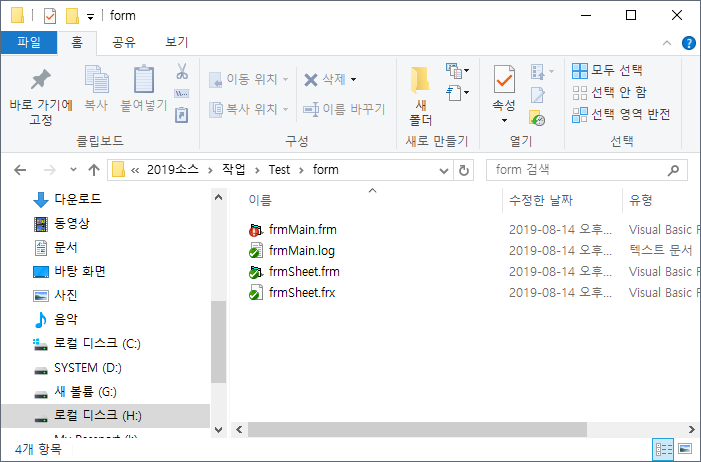 form
파일 홈 공유 보기
바로 가기에 고정 복사 붙여넣기
클립보드
이동 위치 삭제
복사 위치 이름 바꾸기
구성
새 폴더
새로 만들기
속성
열기
모두 선택
선택 안 함
선택 영역 반전
선택
« 2019소스 > 작업 > Test > form
form 검색
다운로드
동영상
문서
바탕 화면
사진
음악
로컬 디스크 (C:)
SYSTEM (D:)
새 볼륨 (G:)
로컬 디스크 (H:)
My Passport (
이름 수정한 날짜 유형
frmMain.frm 2019-08-14 오후... Visual Basic F
frmMain.log 2019-08-14 오후... 텍스트 문서
frmSheet.frm 2019-08-14 오후... Visual Basic F
frmSheet.frx 2019-08-14 오후... Visual Basic F
4개 항목